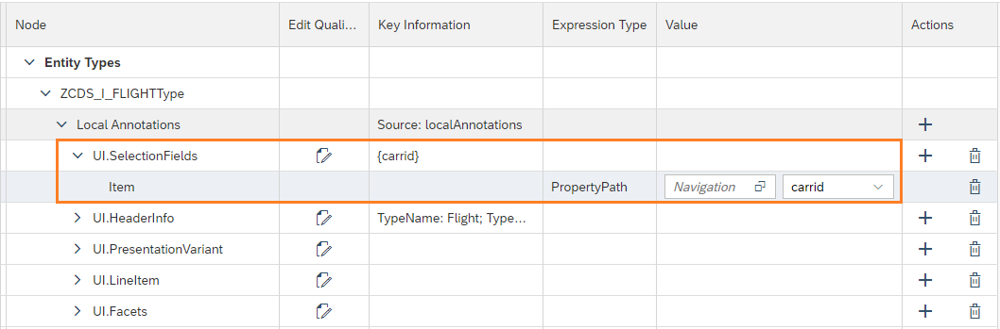 Node Edit Quali... Key Information Expression Type Value Actions
Entity Types
ZCDS_I_FLIGHTType
Local Annotations Source: localAnnotations
UI.SelectionFields {carrid}
Item PropertyPath Navigation carrid
UI.HeaderInfo TypeName: Flight; Type...
UI.PresentationVariant
UI.LineItem
UI.Facets